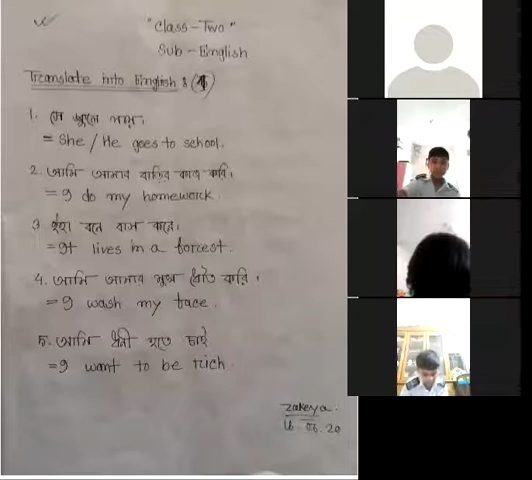 "Class-Two"
Sub-English
Translate into English:
1. সে স্কুলে যায়।
= She / He goes to school.
2. আমি আমার বাড়ির কাজ করি।
= I do my homework.
3. ইহা বনে বাস করে।
= It lives in a forest.
4. আমি আমার মুখ ধৌত করি।
= I wash my face.
5. আমি ধনী হতে চাই
= I want to be rich.
Zakeya.